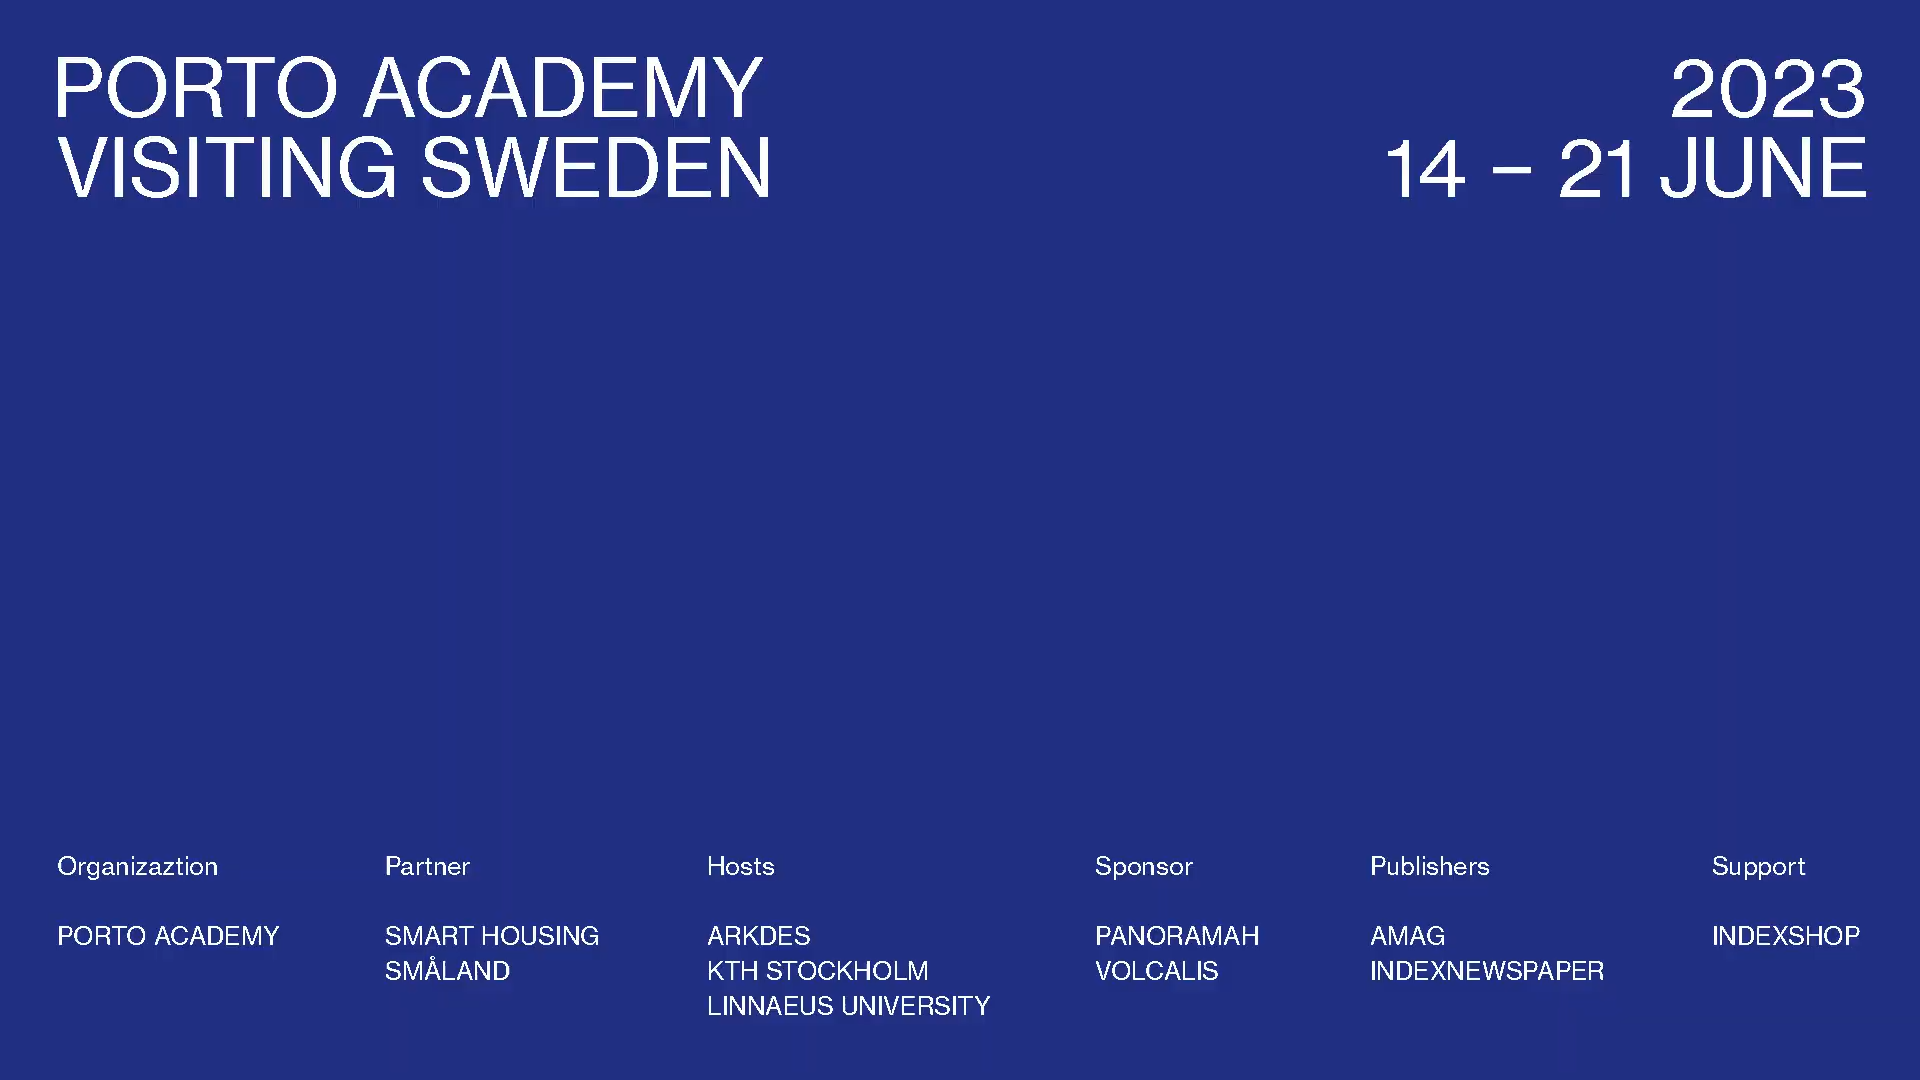 PORTO ACADEMY
VISITING SWEDEN
2023
14 – 21 JUNE
Organizaztion
PORTO ACADEMY
Partner
SMART HOUSING
SMÅLAND
Hosts
ARKDES
KTH STOCKHOLM
LINNAEUS UNIVERSITY
Sponsor
PANORAMAH
VOLCALIS
Publishers
AMAG
INDEXNEWSPAPER
Support
INDEXSHOP